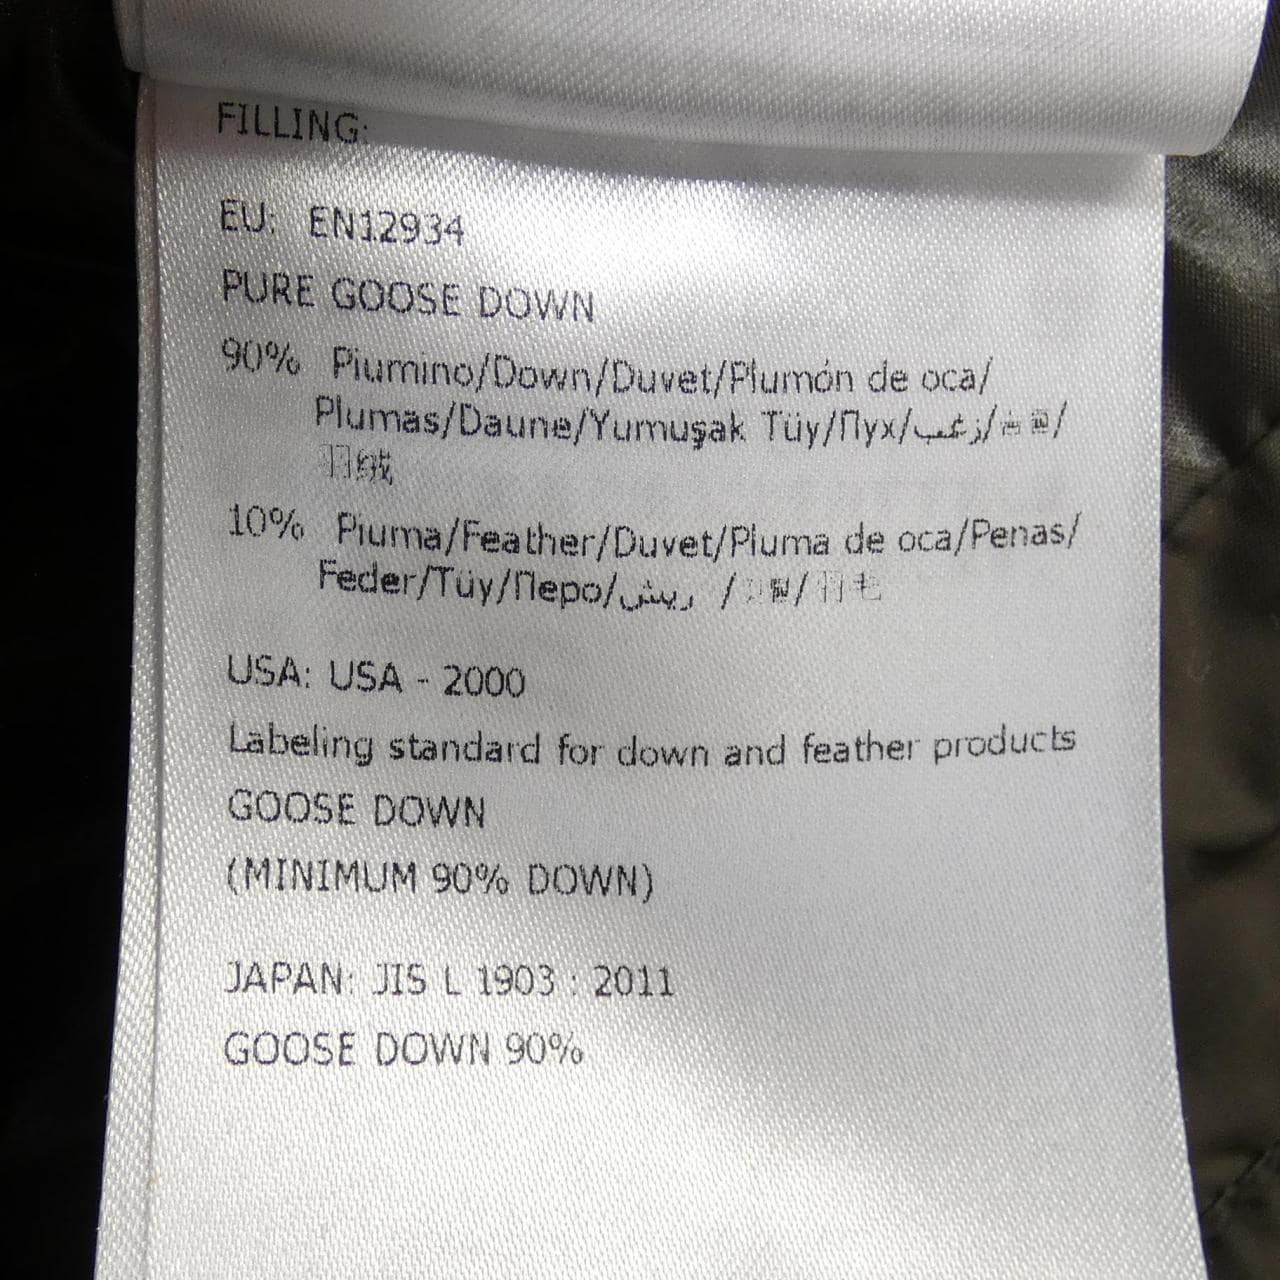 FILLING:
EU: EN12934
PURE GOOSE DOWN
90% Piumino/Down/Duvet/Plumón de oca/
Plumas/Daune/Yumuşak Tüy/Пух/زغب/
羽绒
10% Piuma/Feather/Duvet/Pluma de oca/Penas/
Feder/Tüy/Перо/ريش / /羽毛
USA: USA - 2000
Labeling standard for down and feather products
GOOSE DOWN
(MINIMUM 90% DOWN)
JAPAN: JIS L 1903 : 2011
GOOSE DOWN 90%